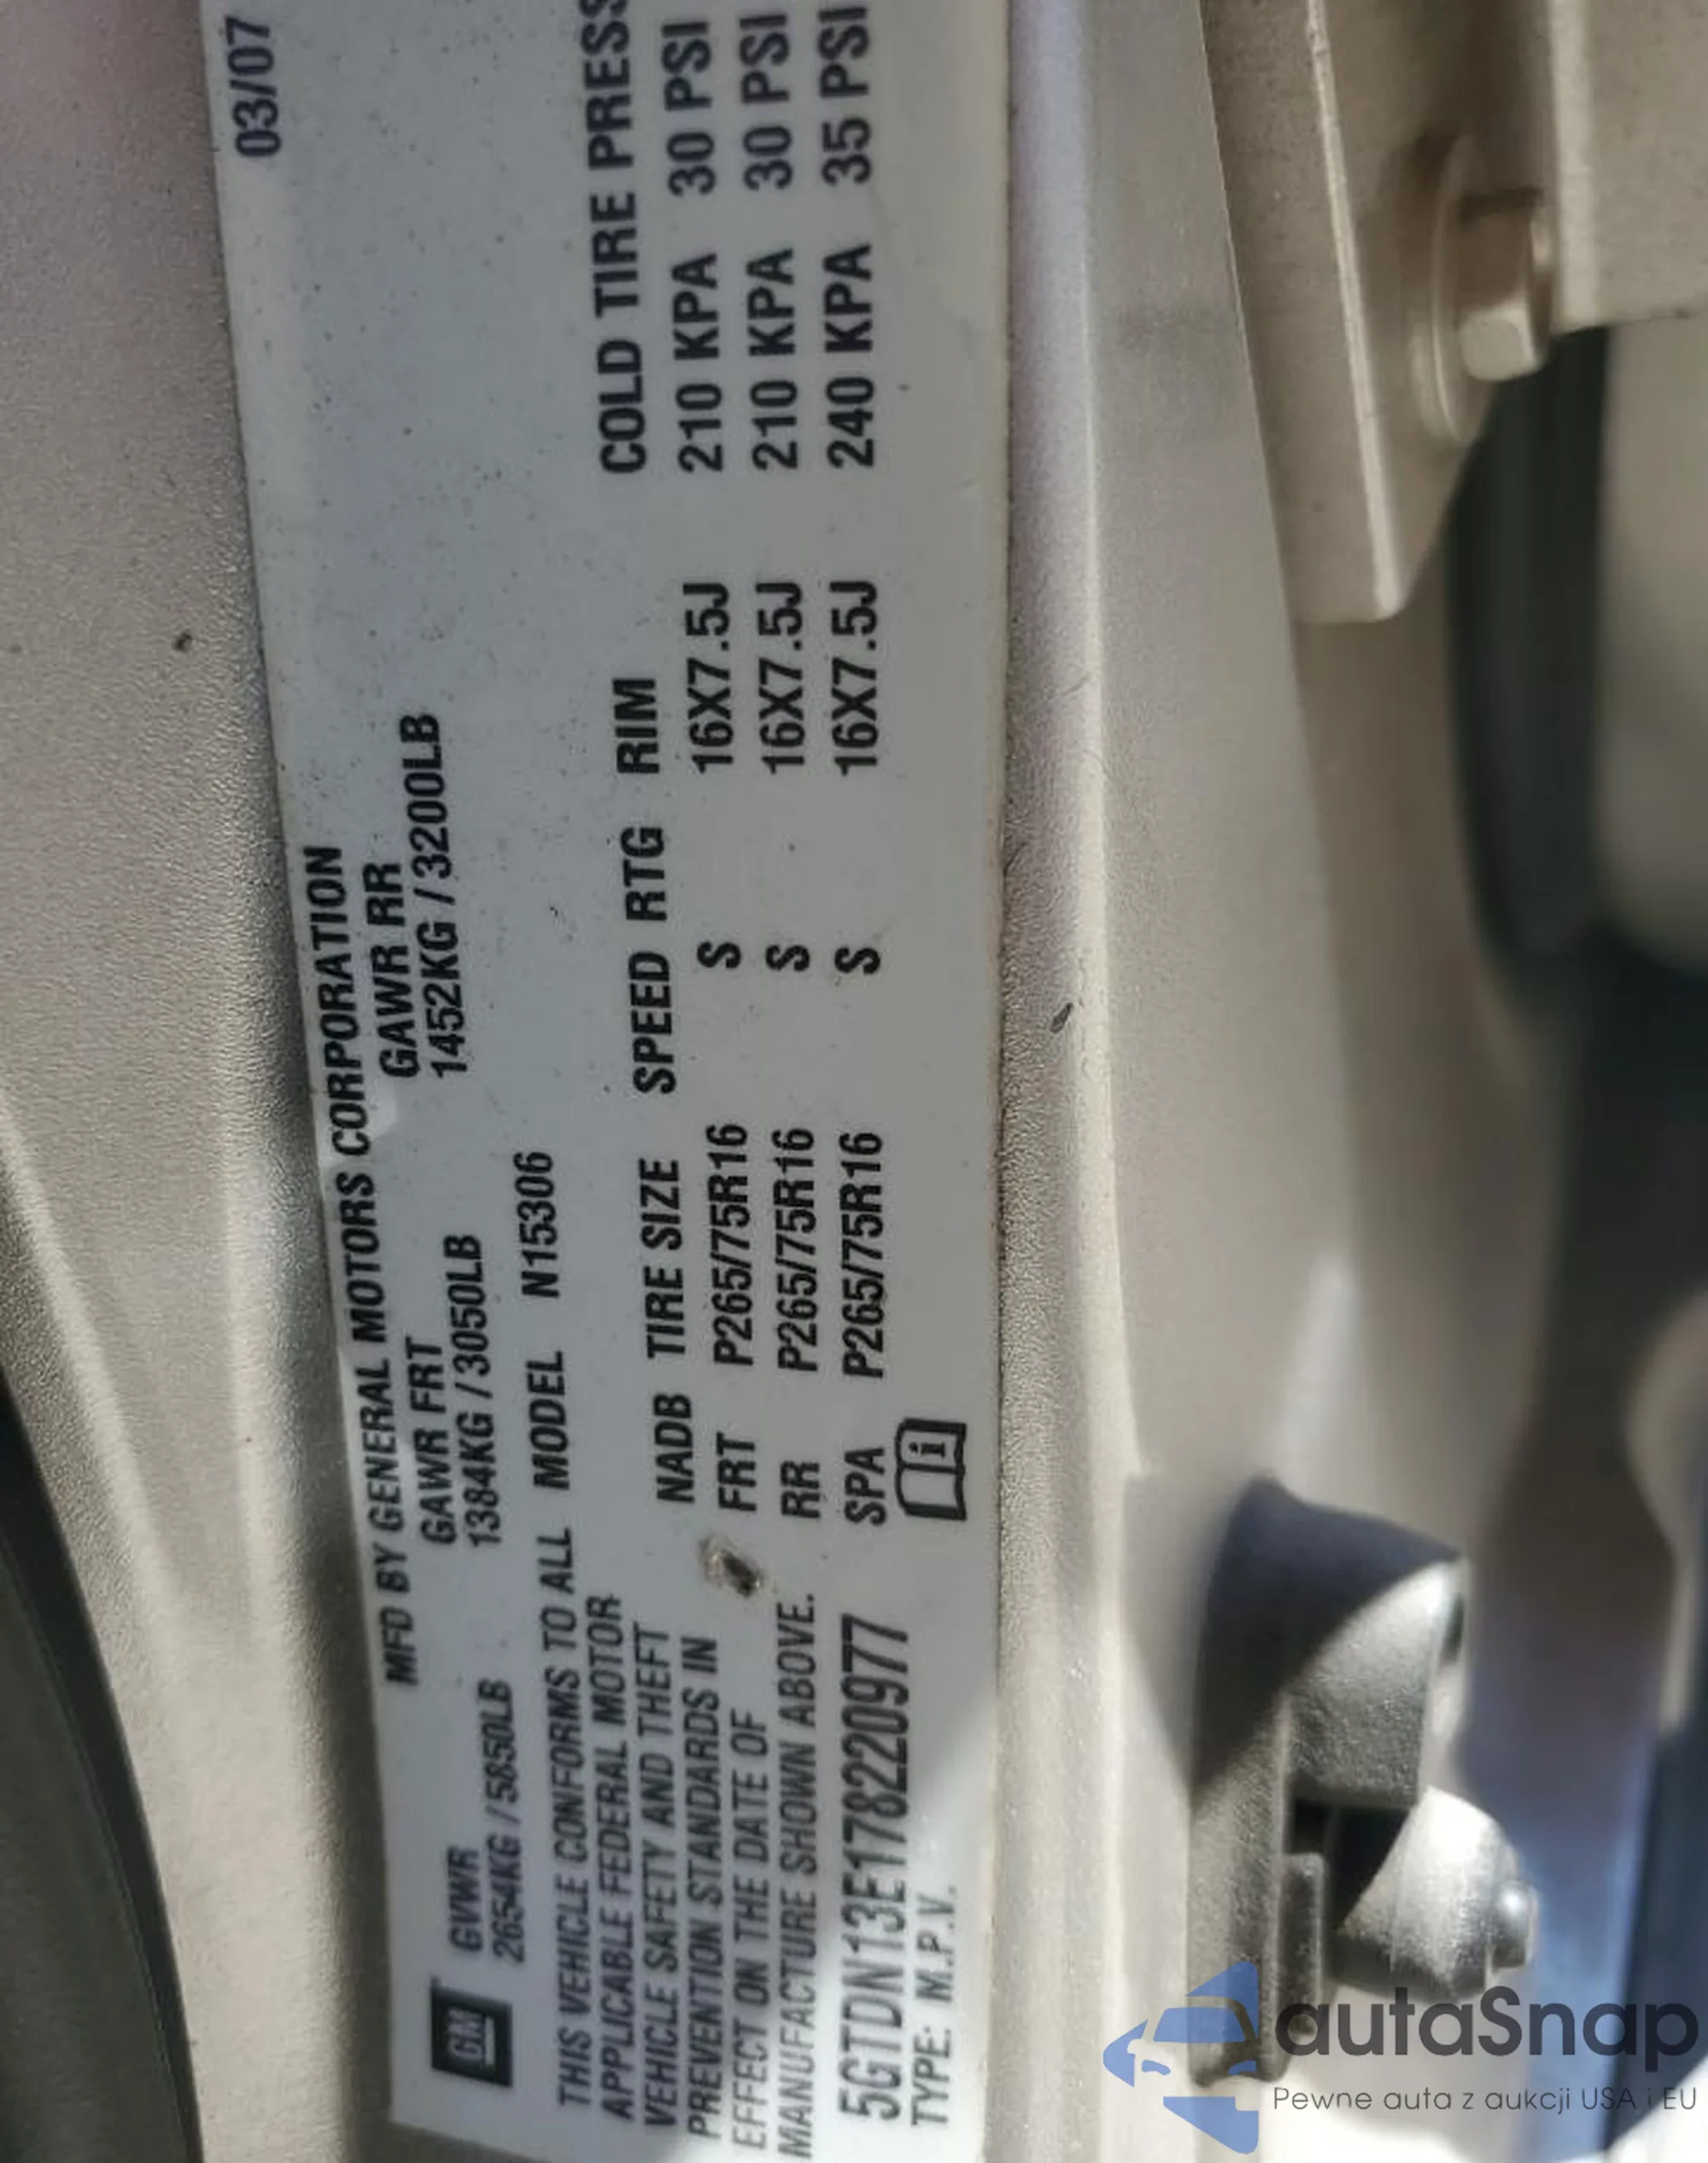 MFD BY GENERAL MOTORS CORPORATION 03/07
GM
GVWR GAWR FRT GAWR RR
2654KG / 5850LB 1384KG / 3050LB 1452KG / 3200LB
THIS VEHICLE CONFORMS TO ALL MODEL N15306
APPLICABLE FEDERAL MOTOR
VEHICLE SAFETY AND THEFT
PREVENTION STANDARDS IN
EFFECT ON THE DATE OF
MANUFACTURE SHOWN ABOVE.
NADB TIRE SIZE SPEED RTG RIM COLD TIRE PRESS
FRT P265/75R16 S 16X7.5J 210 KPA 30 PSI
RR P265/75R16 S 16X7.5J 210 KPA 30 PSI
SPA P265/75R16 S 16X7.5J 240 KPA 35 PSI
5GTDN13E178220977
TYPE: M.P.V.
i
autaSnap
Pewne auta z aukcji USA i EU